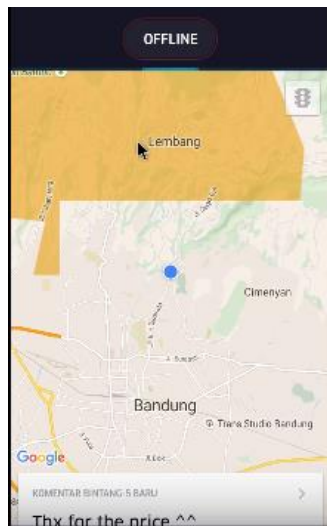 OFFLINE
Lembang
Cimenyan
Bandung
Trans Studio Bandung
Google
KOMENTAR BINTANG 5 BARU
Thx for the price ^^